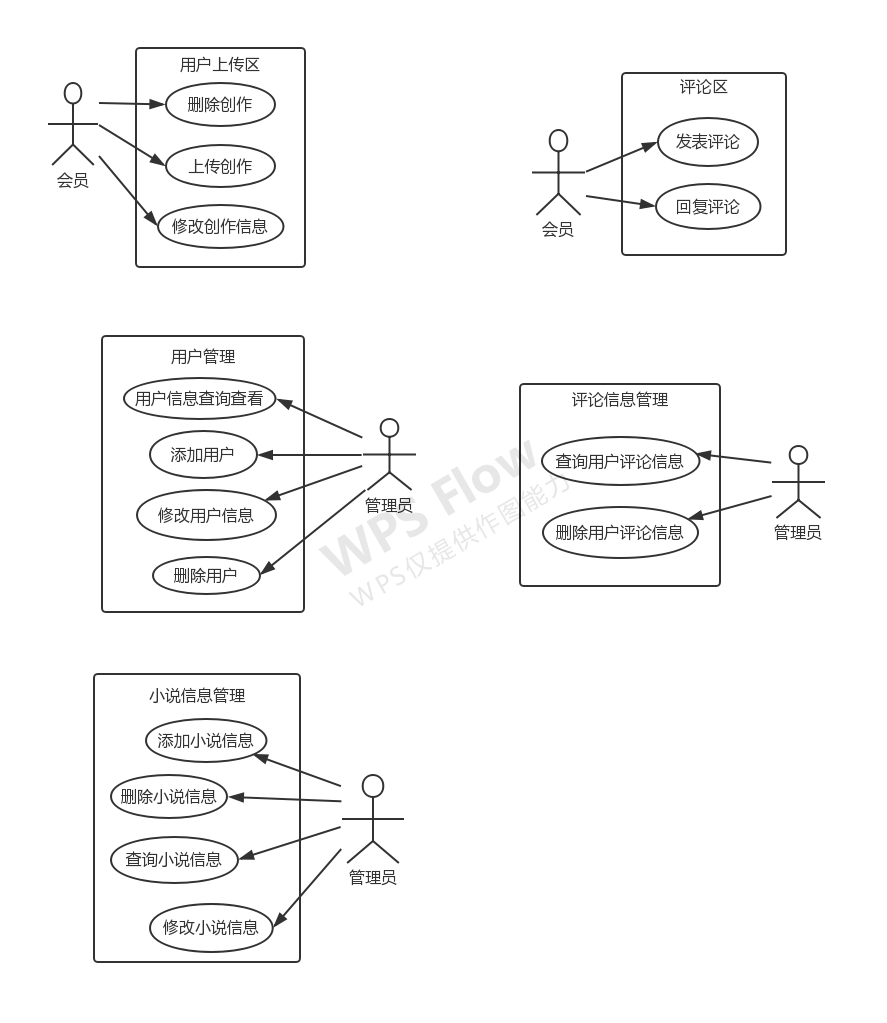 用户上传区
删除创作
上传创作
修改创作信息
会员
评论区
发表评论
回复评论
会员
用户管理
用户信息查询查看
添加用户
修改用户信息
删除用户
管理员
评论信息管理
查询用户评论信息
删除用户评论信息
管理员
WPS Flow
WPS仅提供作图能力
小说信息管理
添加小说信息
删除小说信息
查询小说信息
修改小说信息
管理员